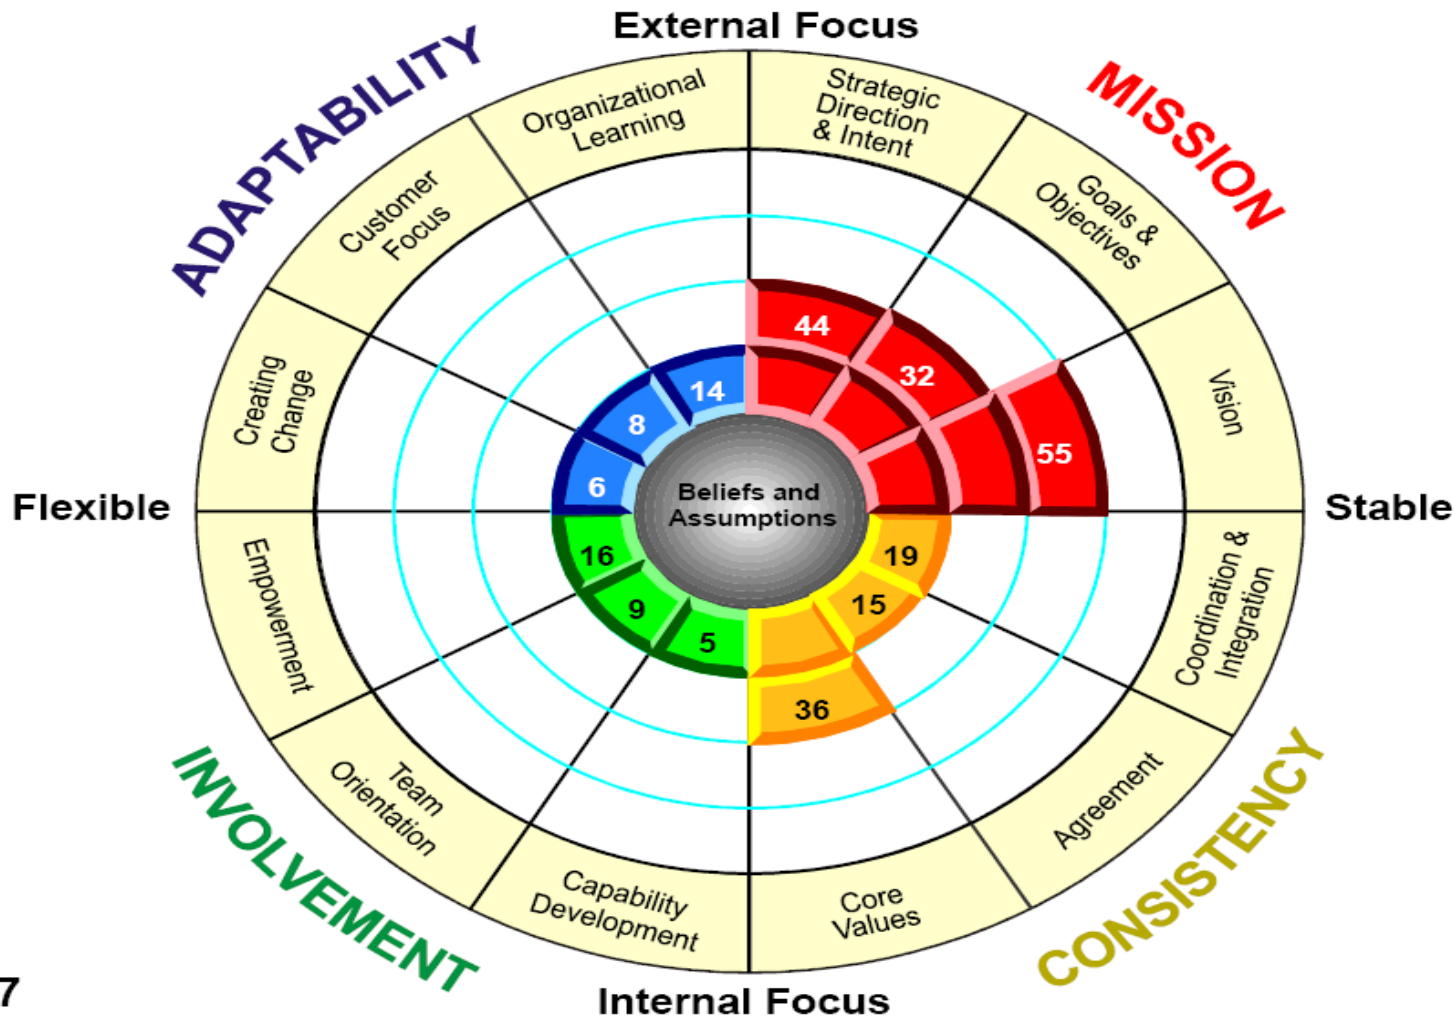 External Focus
ADAPTABILITY
MISSION
Organizational
Learning
Strategic
Direction
& Intent
Customer
Focus
Goals &
Objectives
Creating
Change
Vision
44
32
55
14
8
6
Beliefs and
Assumptions
Flexible
Stable
16
9
5
19
15
36
Empowerment
Coordination &
Integration
Team
Orientation
Agreement
Capability
Development
Core
Values
INVOLVEMENT
CONSISTENCY
7
Internal Focus